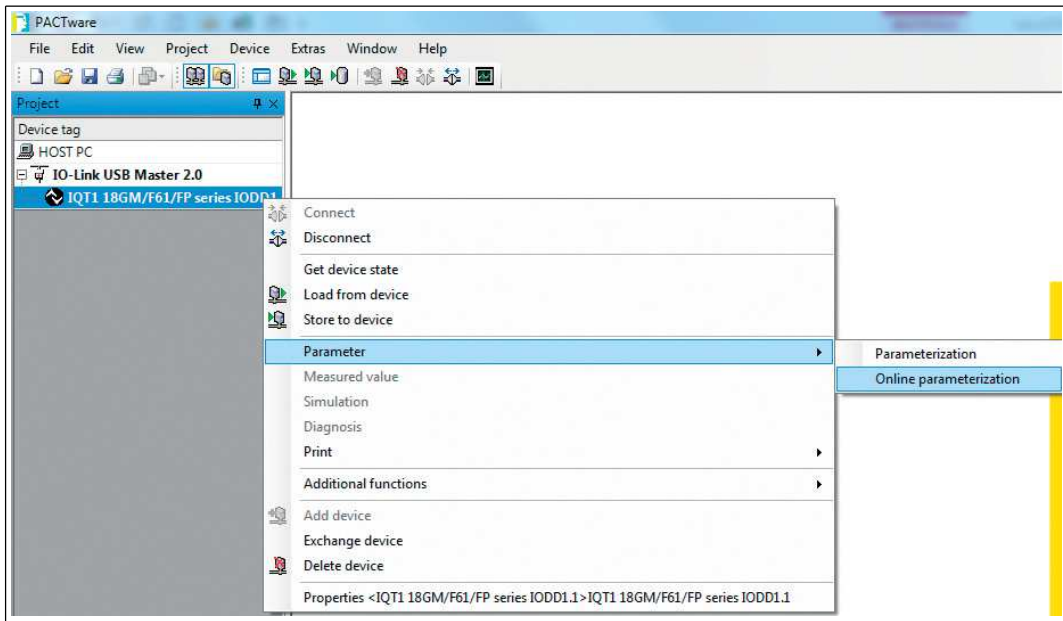 PACTware
File Edit View Project Device Extras Window Help
Project
Device tag
HOST PC
IO-Link USB Master 2.0
IQT1 18GM/F61/FP series IODD1
Connect
Disconnect
Get device state
Load from device
Store to device
Parameter
Parameterization
Online parameterization
Measured value
Simulation
Diagnosis
Print
Additional functions
Add device
Exchange device
Delete device
Properties <IQT1 18GM/F61/FP series IODD1.1>IQT1 18GM/F61/FP series IODD1.1